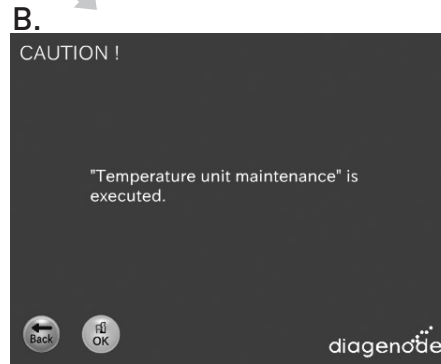 B.
CAUTION !
"Temperature unit maintenance" is
executed.
Back
OK
diagenode